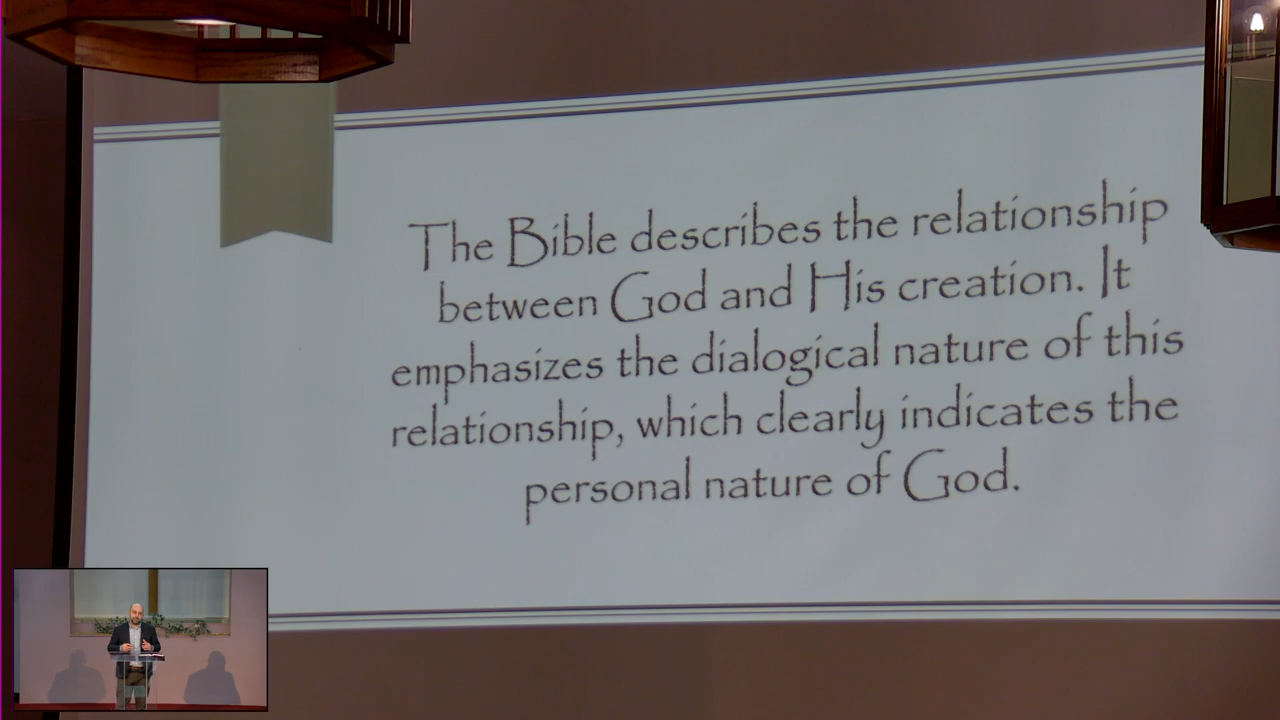 The Bible describes the relationship
between God and His creation. It
emphasizes the dialogical nature of this
relationship, which clearly indicates the
personal nature of God.